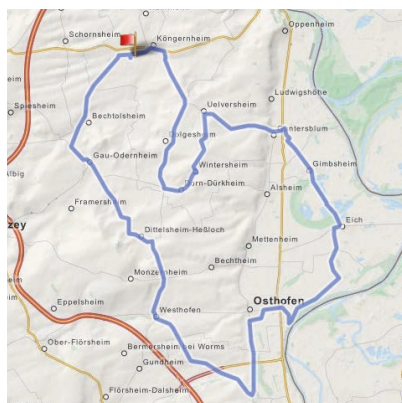 Oppenheim
Schornsheim
Köngernheim
Ludwigshöhe
Spiesheim
Uelversheim
Bechtolsheim
Dolgesheim
Guntersblum
Albig
Gau-Odernheim
Wintersheim
Gimbsheim
Dorn-Dürkheim
Alsheim
Framersheim
zey
Eich
Dittelsheim-Heßloch
Mettenheim
Bechtheim
Monzernheim
Eppelsheim
Westhofen
Osthofen
Ober-Flörsheim
Bermersheim bei Worms
Gundheim
Flörsheim-Dalsheim